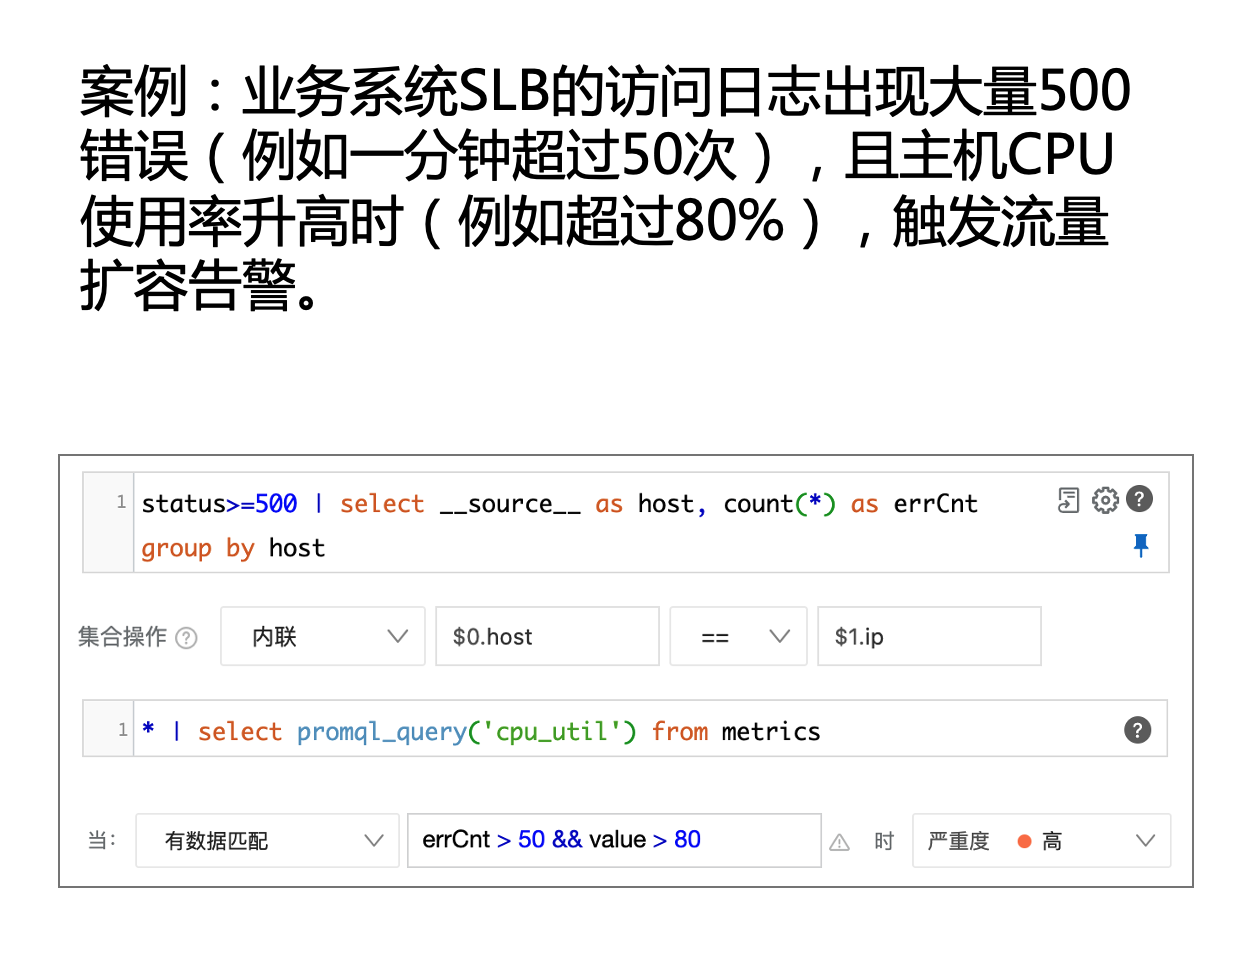 案例：业务系统SLB的访问日志出现大量500
错误（例如一分钟超过50次），且主机CPU
使用率升高时（例如超过80%），触发流量
扩容告警。
1 status>=500 | select __source__ as host, count(*) as errCnt
group by host
集合操作 内联 $0.host == $1.ip
1 * | select promql_query('cpu_util') from metrics
当: 有数据匹配 errCnt > 50 && value > 80 时 严重度 高